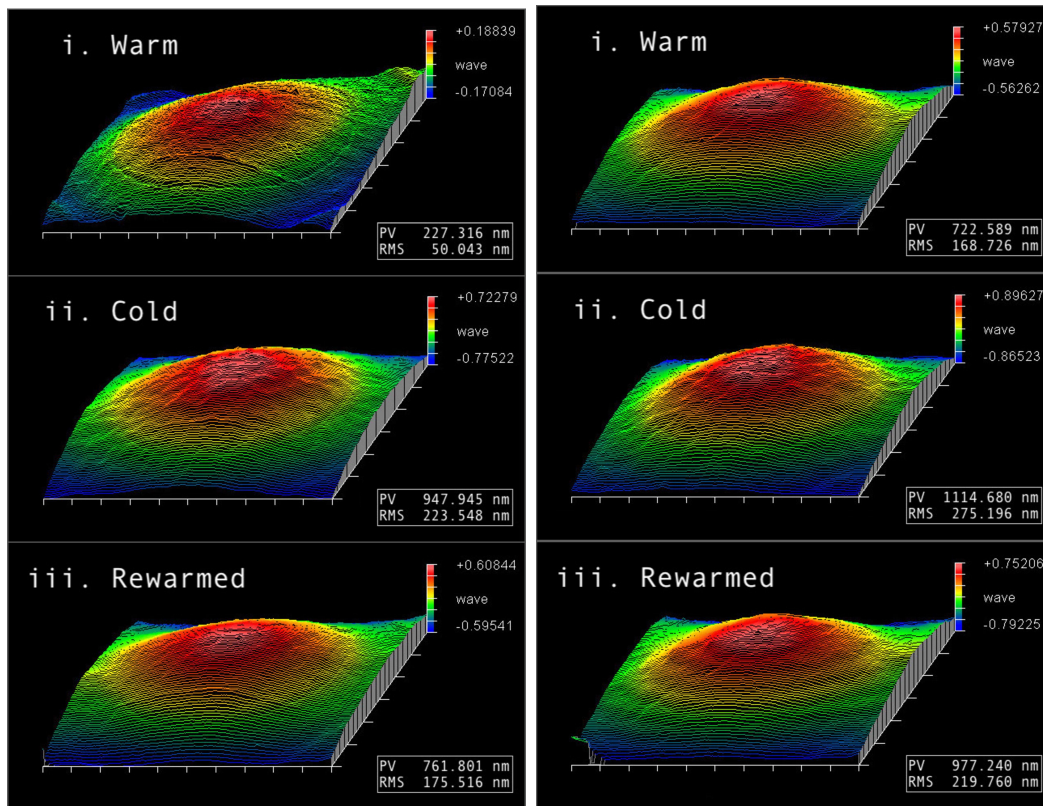 i. Warm
+0.18839
wave
-0.17084
PV 227.316 nm
RMS 50.043 nm
ii. Cold
+0.72279
wave
-0.77522
PV 947.945 nm
RMS 223.548 nm
iii. Rewarmed
+0.60844
wave
-0.59541
PV 761.801 nm
RMS 175.516 nm
i. Warm
+0.57927
wave
-0.56262
PV 722.589 nm
RMS 168.726 nm
ii. Cold
+0.89627
wave
-0.86523
PV 1114.680 nm
RMS 275.196 nm
iii. Rewarmed
+0.75206
wave
-0.79225
PV 977.240 nm
RMS 219.760 nm